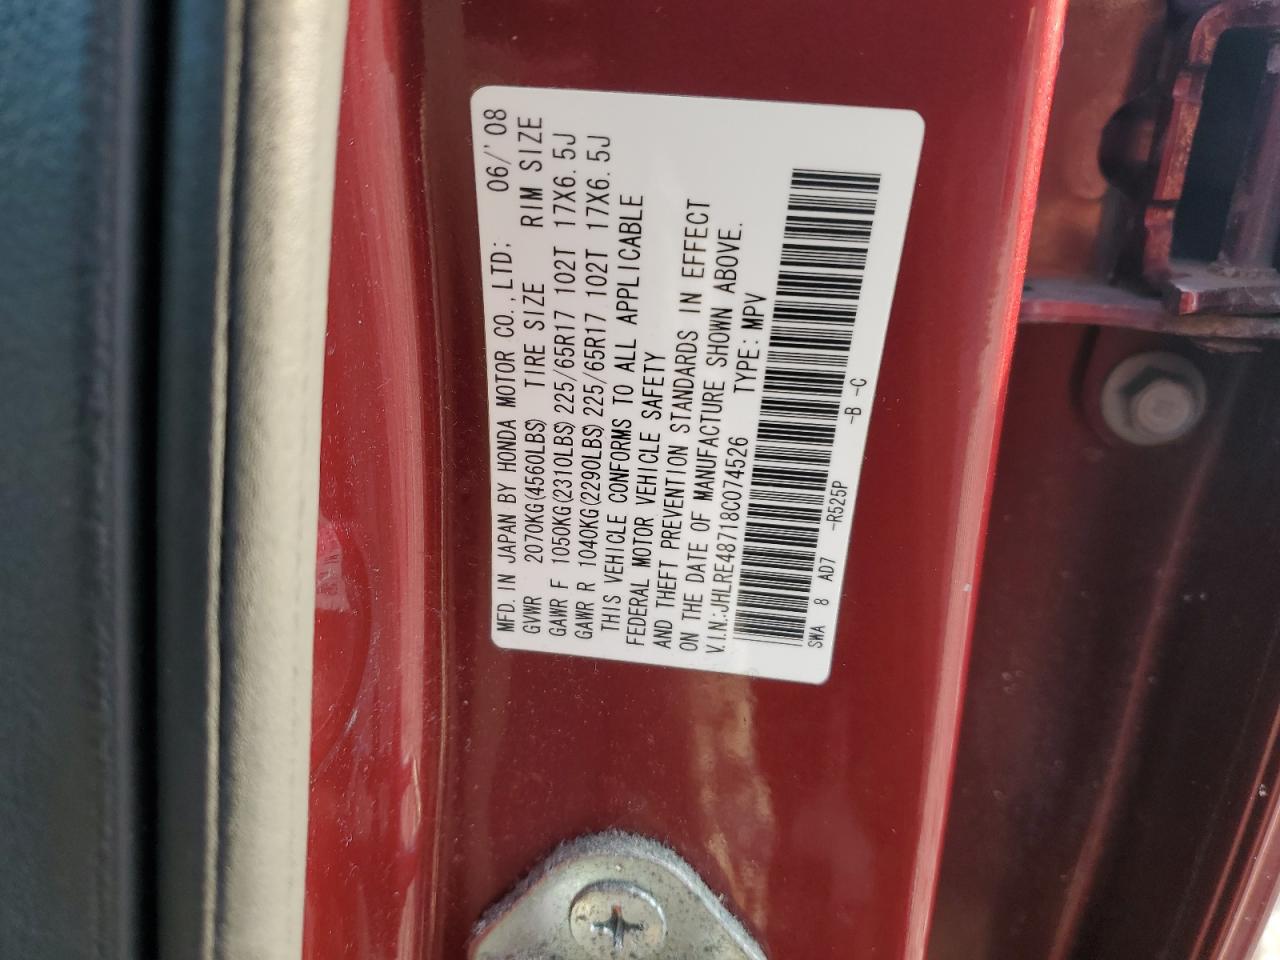 MFD. IN JAPAN BY HONDA MOTOR CO., LTD: 06/'08
GVWR 2070KG(4560LBS) TIRE SIZE RIM SIZE
GAWR F 1050KG(2310LBS) 225/65R17 102T 17X6.5J
GAWR R 1040KG(2290LBS) 225/65R17 102T 17X6.5J
THIS VEHICLE CONFORMS TO ALL APPLICABLE
FEDERAL MOTOR VEHICLE SAFETY
AND THEFT PREVENTION STANDARDS IN EFFECT
ON THE DATE OF MANUFACTURE SHOWN ABOVE.
V.I.N.:JHLRE48718C074526 TYPE: MPV
SWA 8 AD7 -R525P -B -C